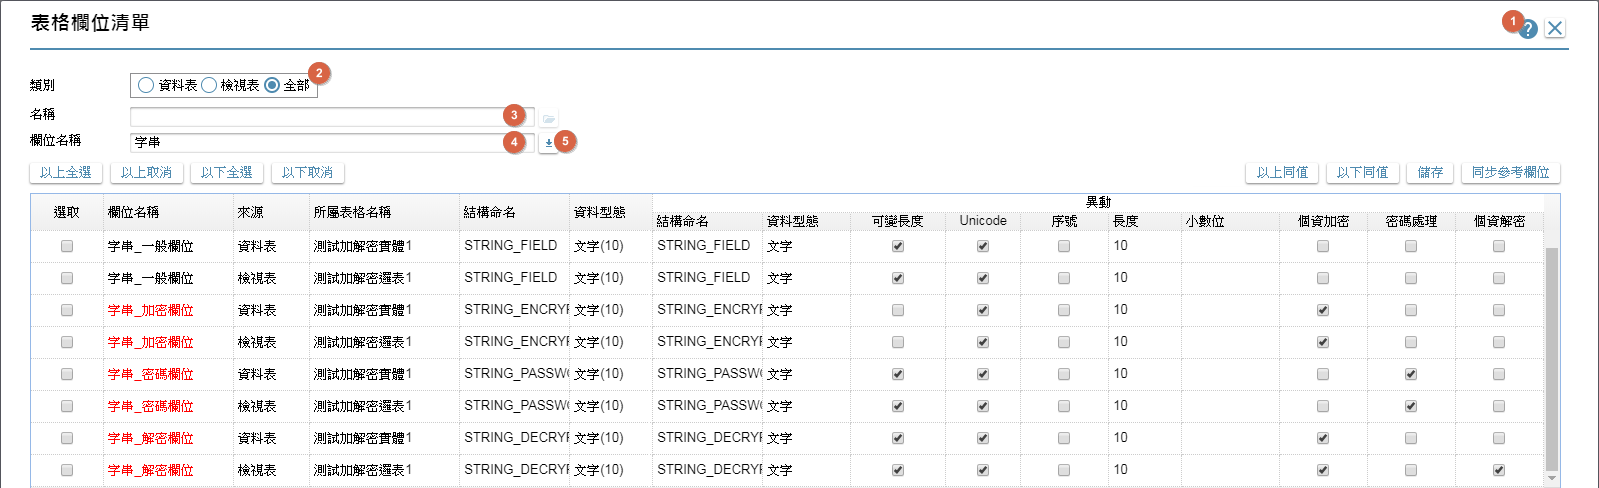 表格欄位清單
1 ?
類別 資料表 檢視表 全部 2
名稱 3
欄位名稱 字串 4 5
以上全選 以上取消 以下全選 以下取消 以上同值 以下同值 儲存 同步參考欄位
異動
選取 欄位名稱 來源 所屬表格名稱 結構命名 資料型態 結構命名 資料型態 可變長度 Unicode 序號 長度 小數位 個資加密 密碼處理 個資解密
字串_一般欄位 資料表 測試加解密實體1 STRING_FIELD 文字(10) STRING_FIELD 文字 10
字串_一般欄位 檢視表 測試加解密邏表1 STRING_FIELD 文字(10) STRING_FIELD 文字 10
字串_加密欄位 資料表 測試加解密實體1 STRING_ENCRYF 文字(10) STRING_ENCRYF 文字 10
字串_加密欄位 檢視表 測試加解密邏表1 STRING_ENCRYF 文字(10) STRING_ENCRYF 文字 10
字串_密碼欄位 資料表 測試加解密實體1 STRING_PASSW 文字(10) STRING_PASSW 文字 10
字串_密碼欄位 檢視表 測試加解密邏表1 STRING_PASSW 文字(10) STRING_PASSW 文字 10
字串_解密欄位 資料表 測試加解密實體1 STRING_DECRYF 文字(10) STRING_DECRYF 文字 10
字串_解密欄位 檢視表 測試加解密邏表1 STRING_DECRYF 文字(10) STRING_DECRYF 文字 10